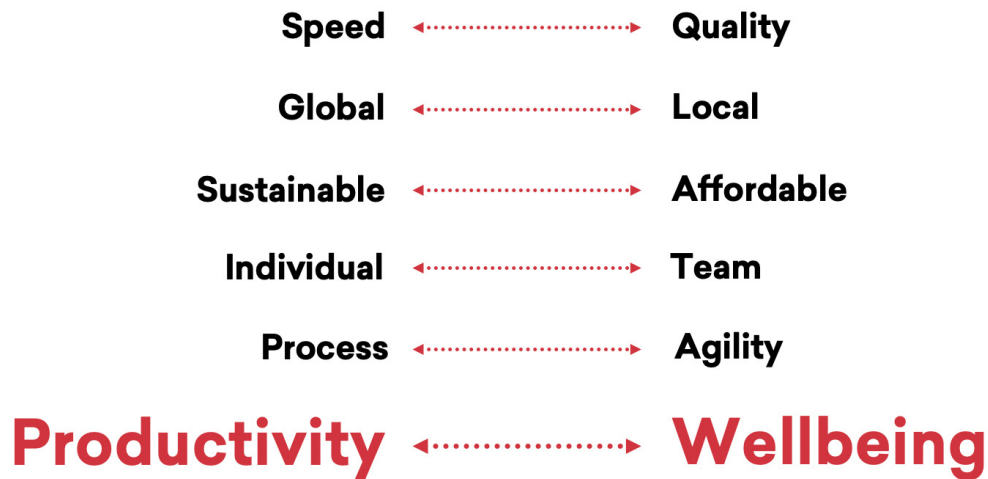 Speed Quality
Global Local
Sustainable Affordable
Individual Team
Process Agility
Productivity Wellbeing